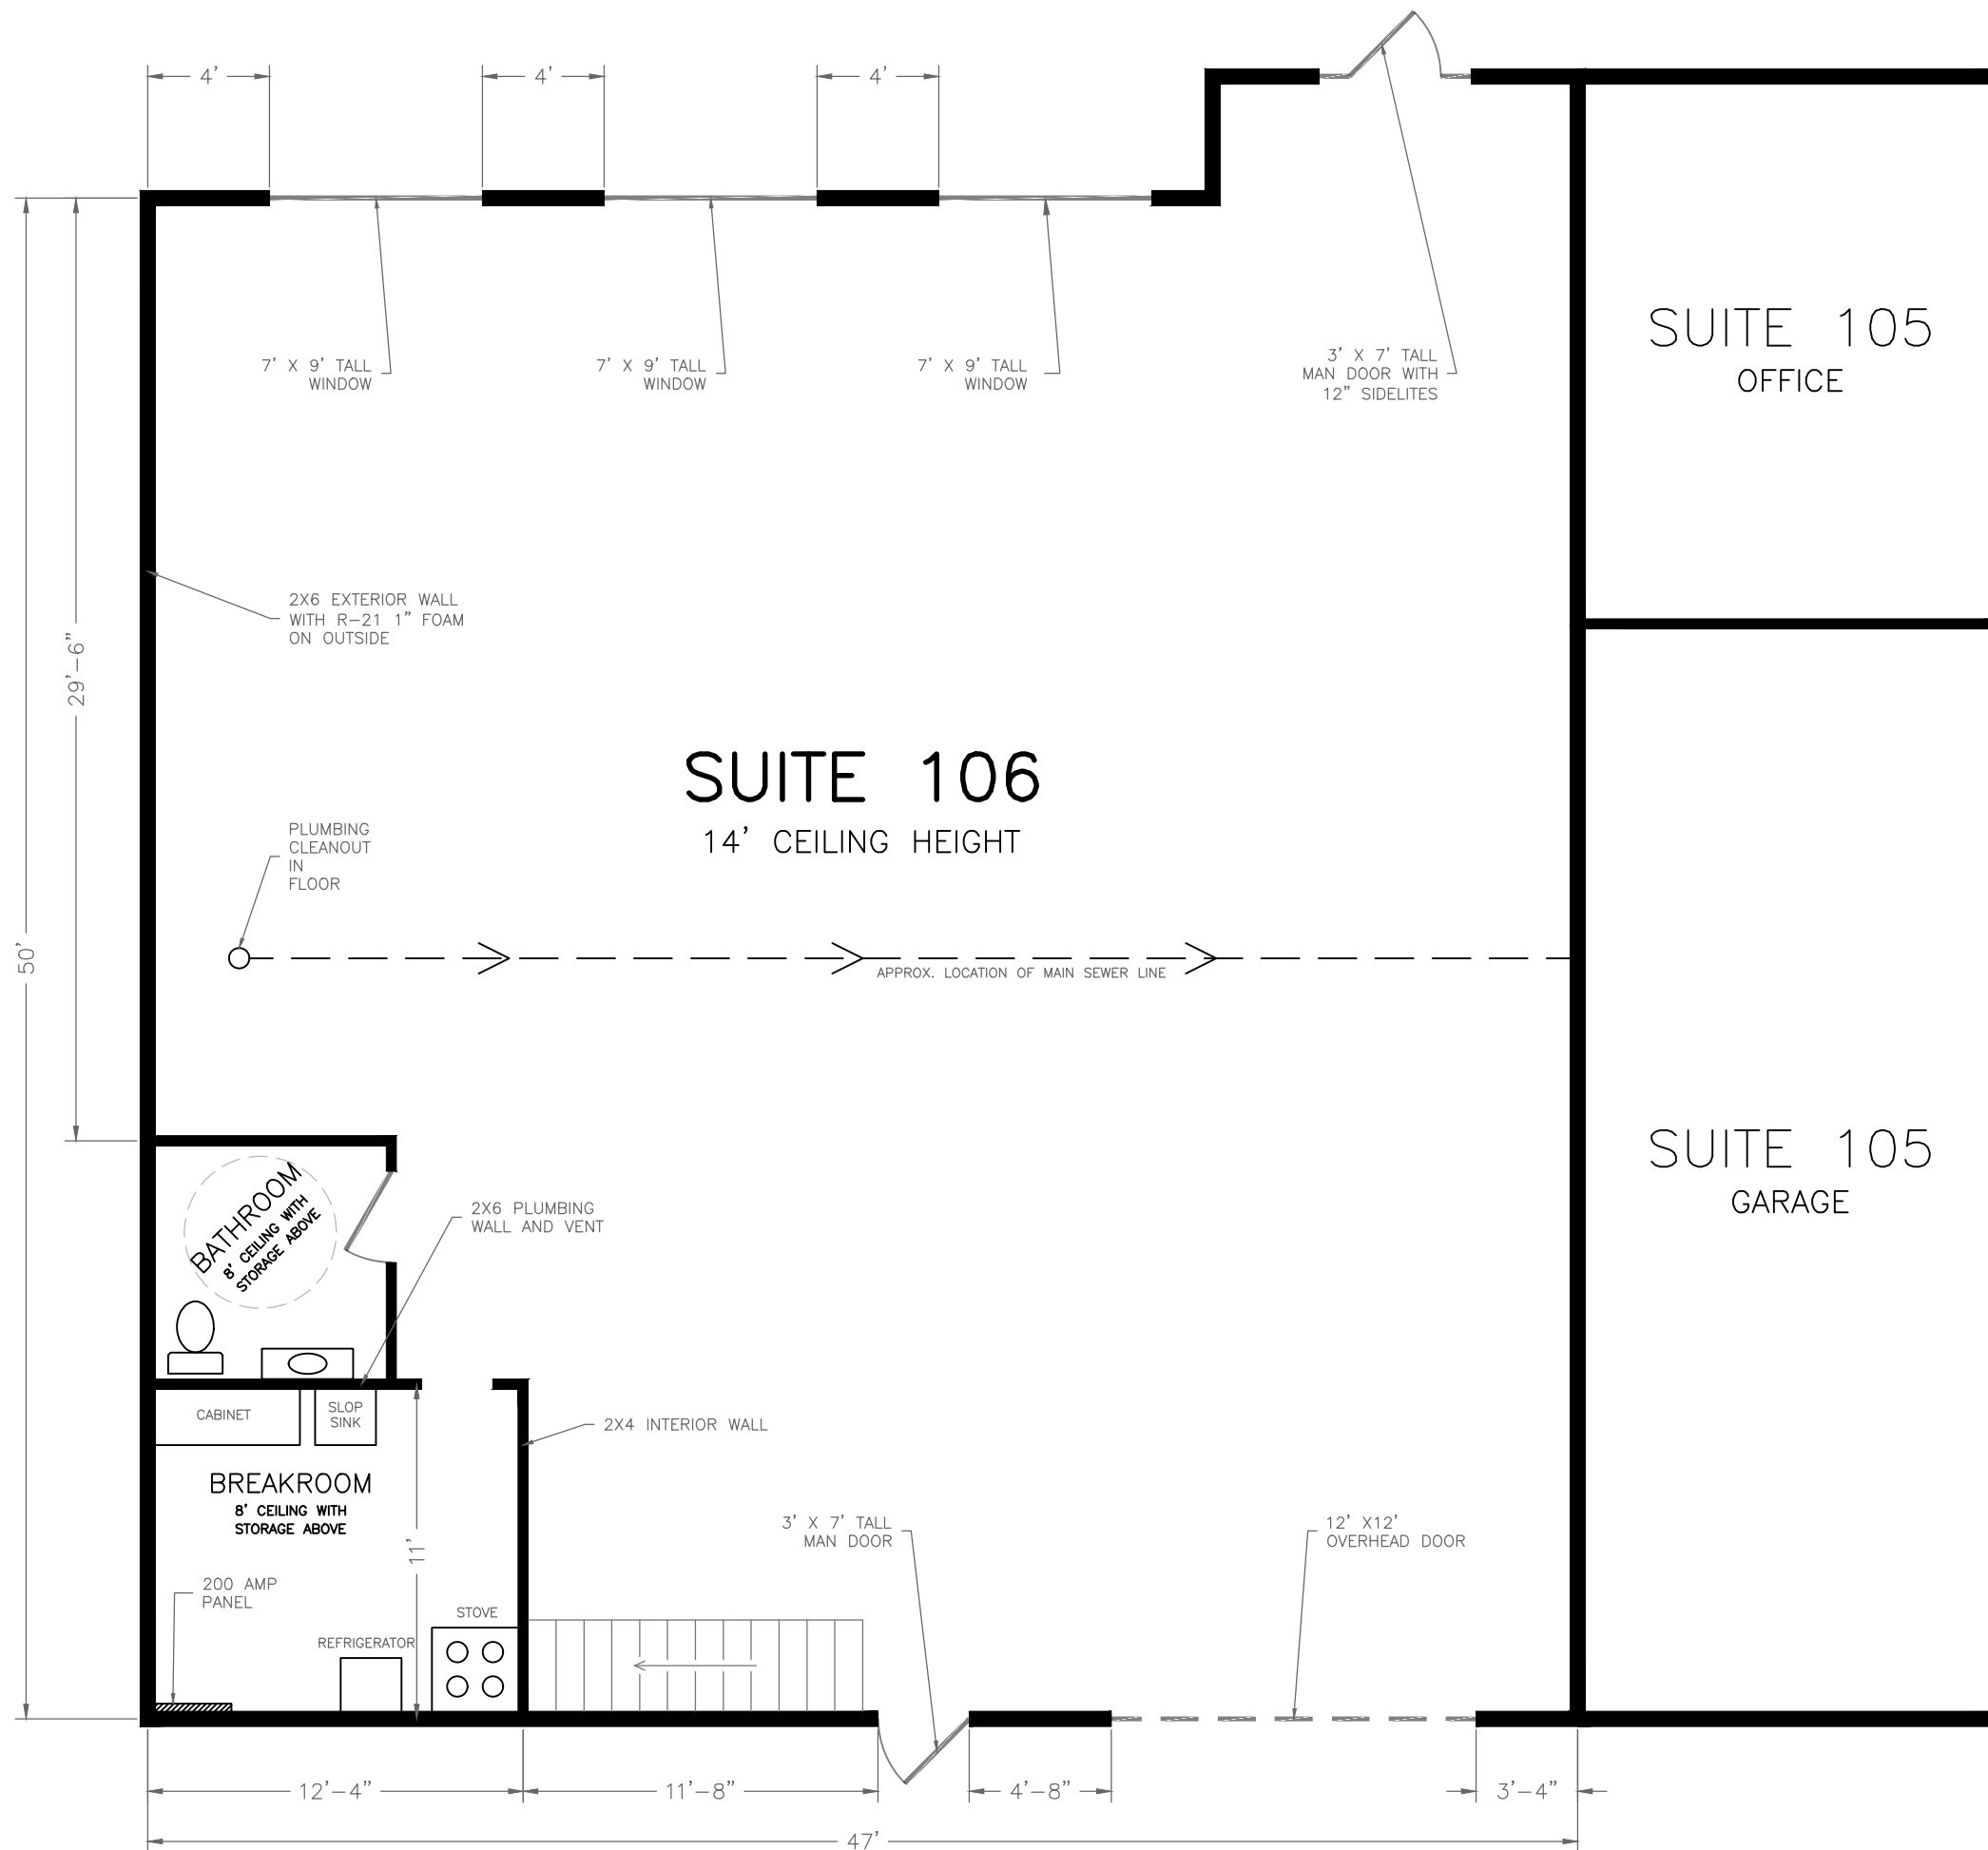 4'
4'
4'
7' X 9' TALL
WINDOW
7' X 9' TALL
WINDOW
7' X 9' TALL
WINDOW
3' X 7' TALL
MAN DOOR WITH
12" SIDELITES
SUITE 105
OFFICE
2X6 EXTERIOR WALL
WITH R-21 1" FOAM
ON OUTSIDE
29'-6"
SUITE 106
14' CEILING HEIGHT
PLUMBING
CLEANOUT
IN
FLOOR
50'
APPROX. LOCATION OF MAIN SEWER LINE
SUITE 105
GARAGE
BATHROOM
8' CEILING WITH
STORAGE ABOVE
2X6 PLUMBING
WALL AND VENT
CABINET
SLOP
SINK
2X4 INTERIOR WALL
BREAKROOM
8' CEILING WITH
STORAGE ABOVE
11'
3' X 7' TALL
MAN DOOR
12' X12'
OVERHEAD DOOR
200 AMP
PANEL
STOVE
REFRIGERATOR
12'-4"
11'-8"
4'-8"
3'-4"
47'